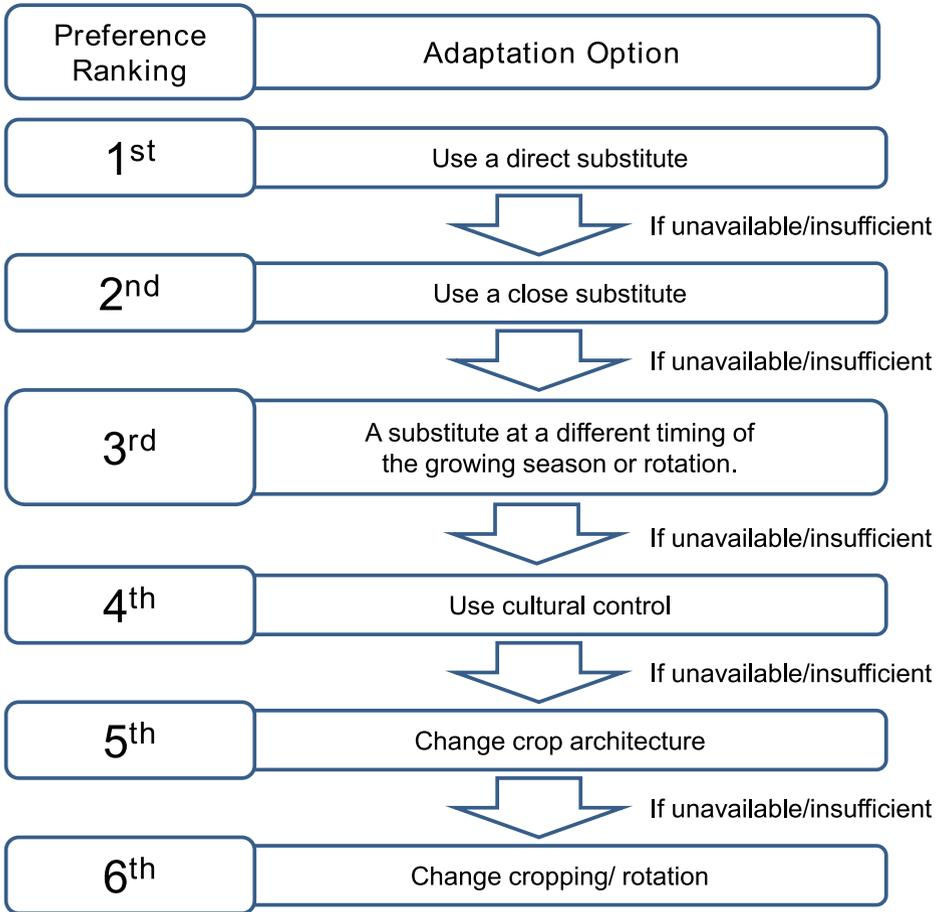 Preference
Ranking
Adaptation Option
1st
Use a direct substitute
If unavailable/insufficient
2nd
Use a close substitute
If unavailable/insufficient
3rd
A substitute at a different timing of
the growing season or rotation.
If unavailable/insufficient
4th
Use cultural control
If unavailable/insufficient
5th
Change crop architecture
If unavailable/insufficient
6th
Change cropping/ rotation